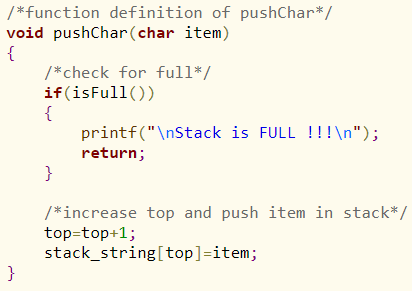 /*function definition of pushChar*/
void pushChar(char item)
{
    /*check for full*/
    if(isFull())
    {
        printf("\nStack is FULL !!!\n");
        return;
    }

    /*increase top and push item in stack*/
    top=top+1;
    stack_string[top]=item;
}